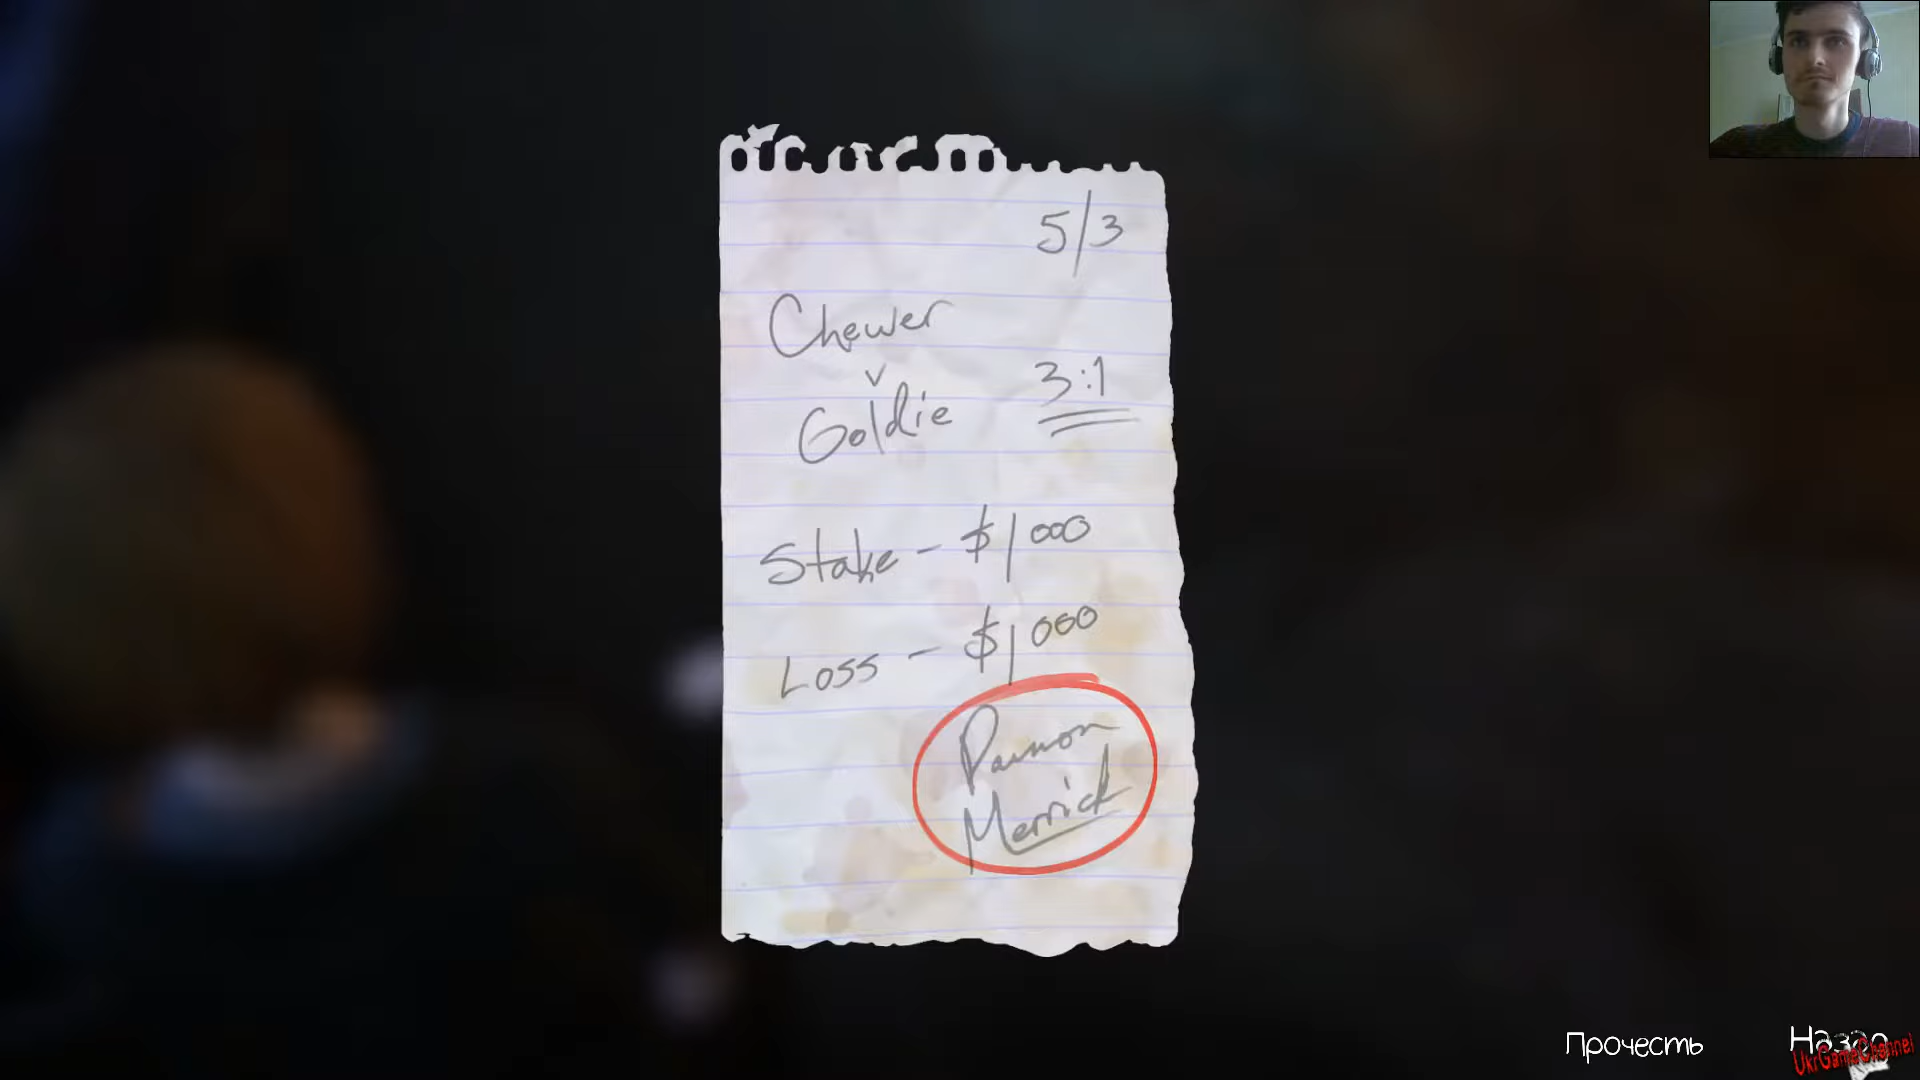 5/3
Chewer
v
Goldie 3:1
Stake - $1000
Loss - $1000
Damon
Merrick
Прочесть Назад
UkrGameChannel